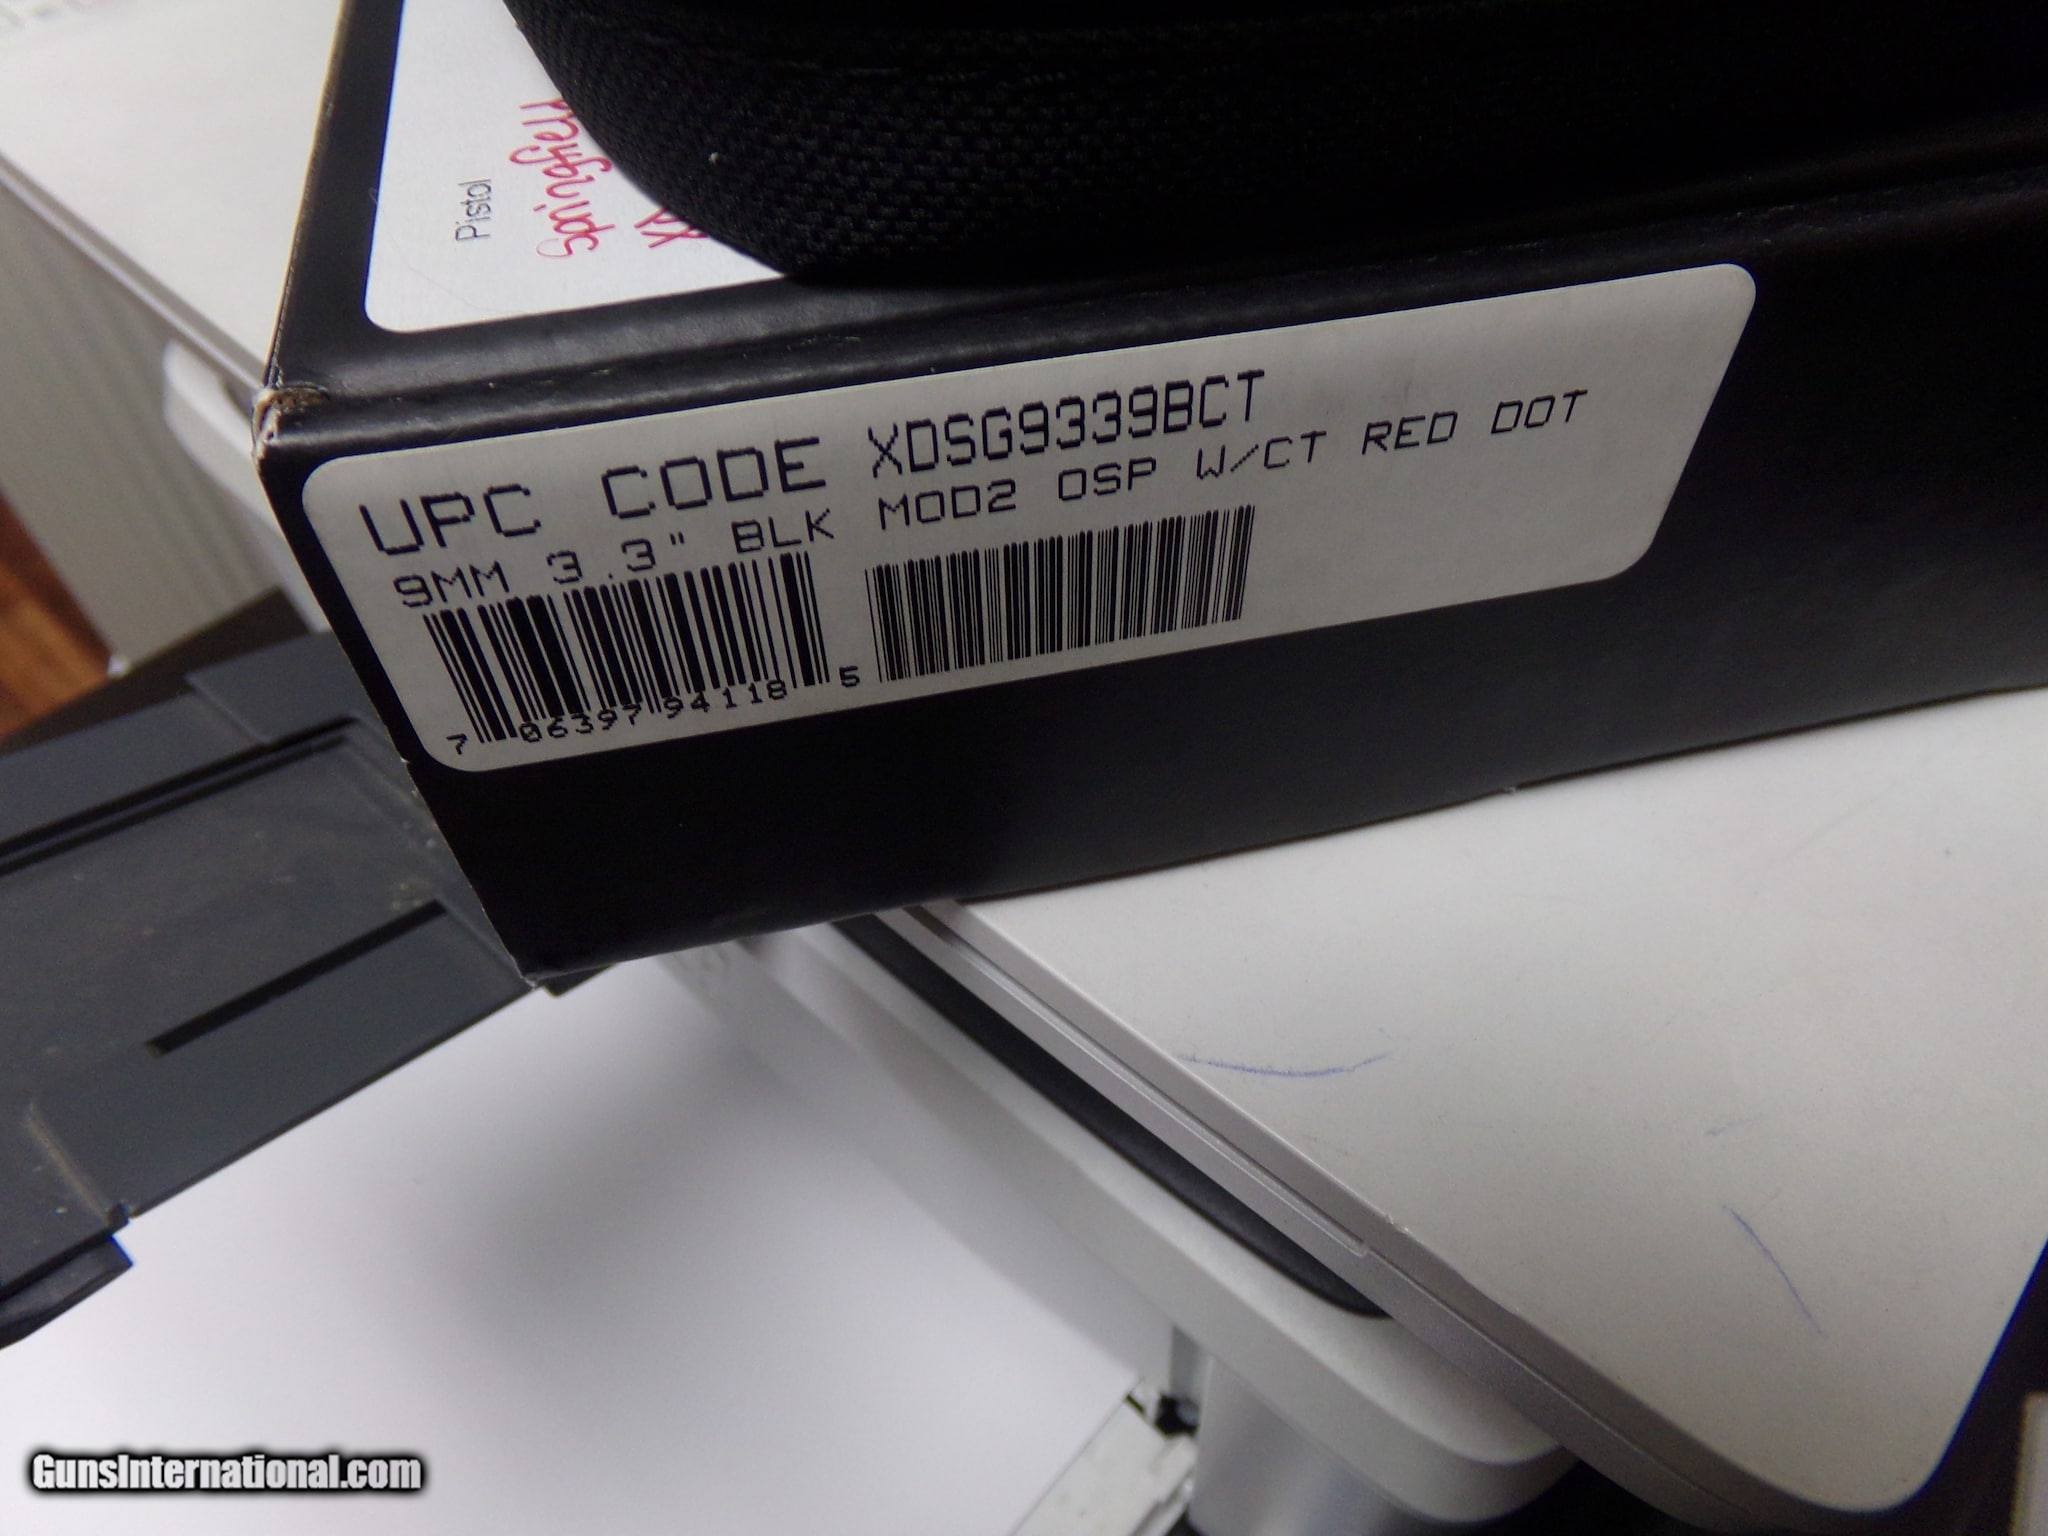 Pistol
Springfield
UPC CODE XDSG9339BCT
9MM 3.3" BLK MOD2 OSP W/CT RED DOT
7 06397 94118 5
GunsInternational.com